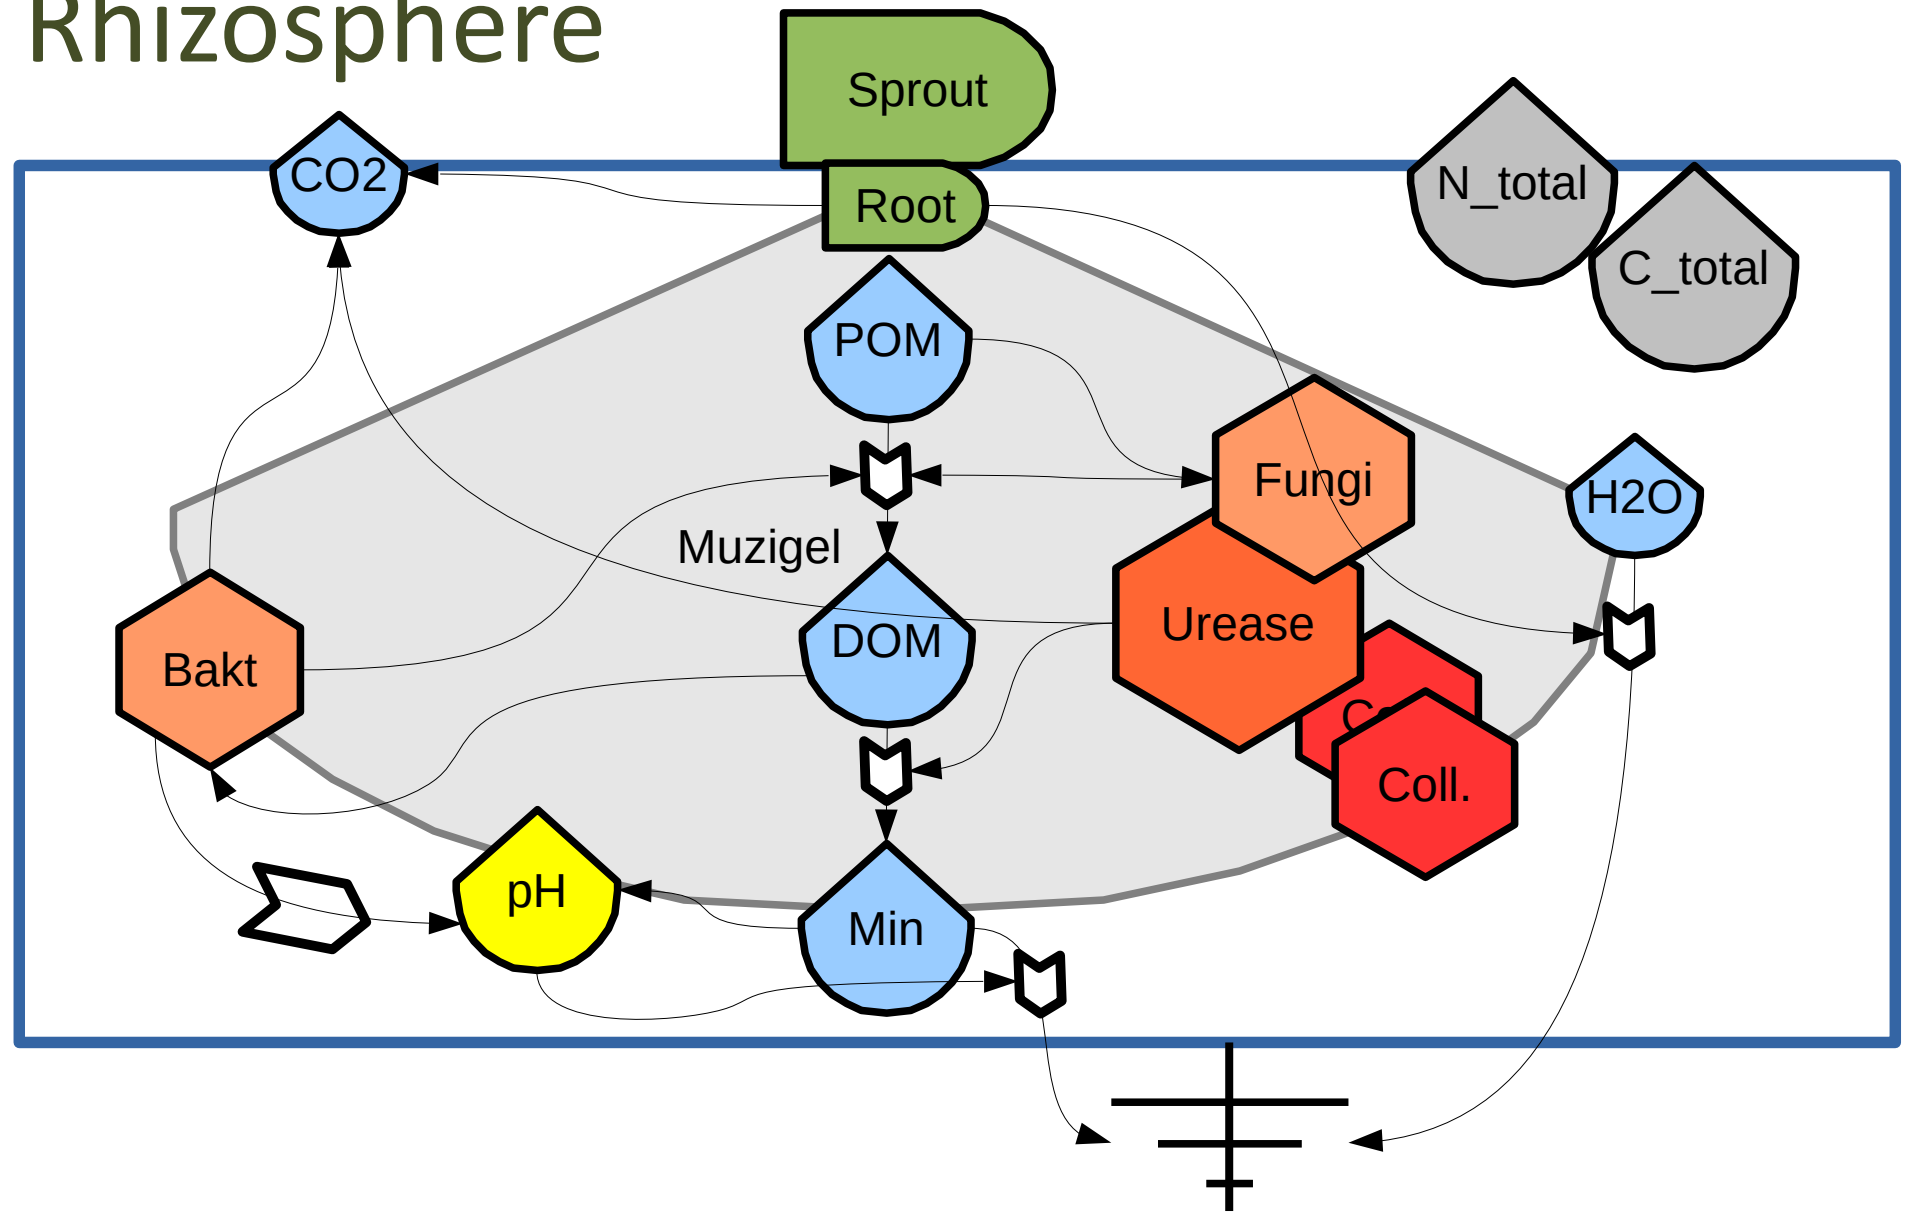 Rhizosphere
Sprout
CO2
Root
N_total
C_total
POM
Fungi
H2O
Muzigel
Urease
DOM
Bakt
Coll.
pH
Min